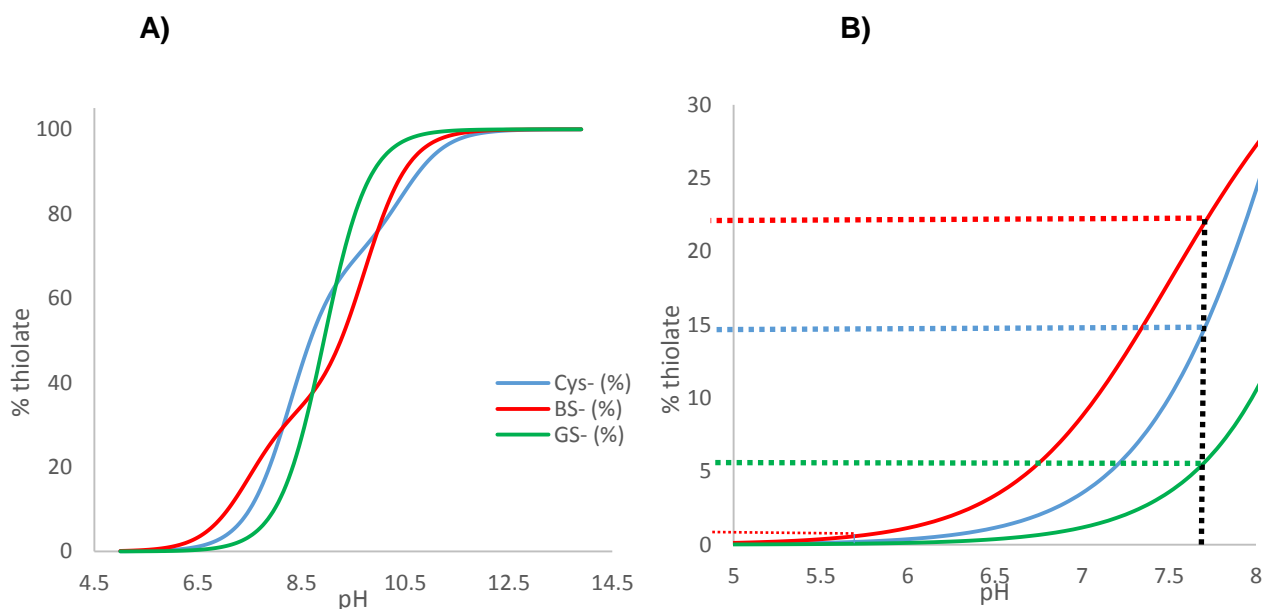 A)
100
80
60
40
20
0
% thiolate
4.5 6.5 8.5 10.5 12.5 14.5
pH
Cys- (%)
BS- (%)
GS- (%)
B)
30
25
20
15
10
5
0
% thiolate
5 5.5 6 6.5 7 7.5 8
pH